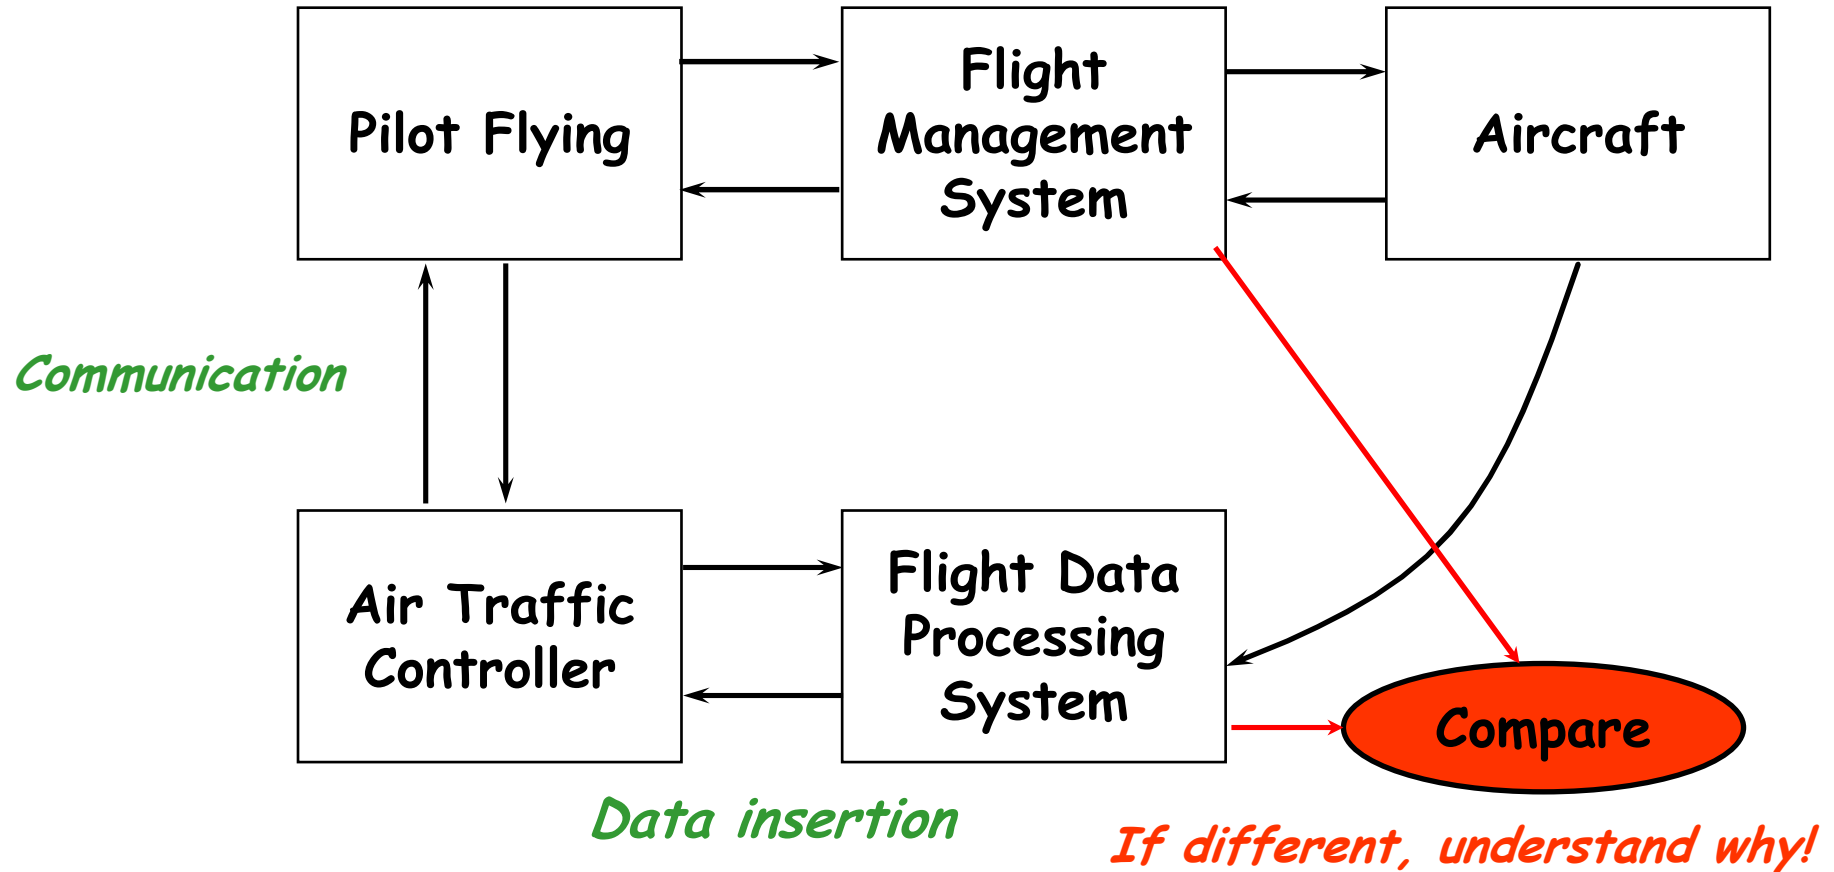 Pilot Flying
Flight
Management
System
Aircraft
Communication
Air Traffic
Controller
Flight Data
Processing
System
Compare
Data insertion
If different, understand why!